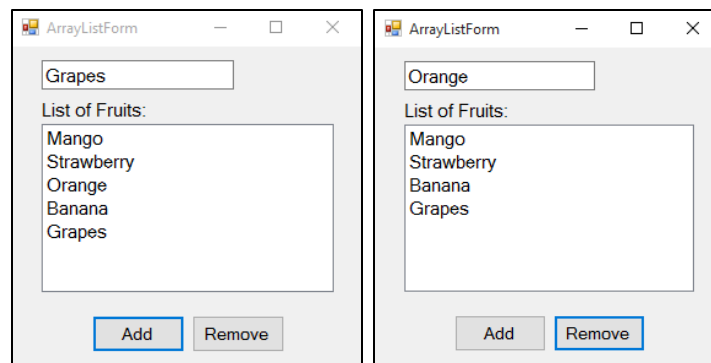 ArrayListForm
Grapes
List of Fruits:
Mango
Strawberry
Orange
Banana
Grapes
Add Remove
ArrayListForm
Orange
List of Fruits:
Mango
Strawberry
Banana
Grapes
Add Remove